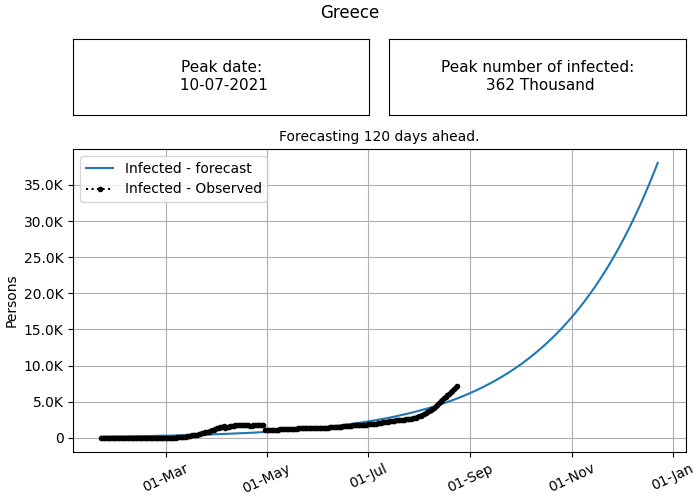 Greece
Peak date:
10-07-2021
Peak number of infected:
362 Thousand
Forecasting 120 days ahead.
Infected - forecast
Infected - Observed
Persons
35.0K
30.0K
25.0K
20.0K
15.0K
10.0K
5.0K
0
01-Mar
01-May
01-Jul
01-Sep
01-Nov
01-Jan